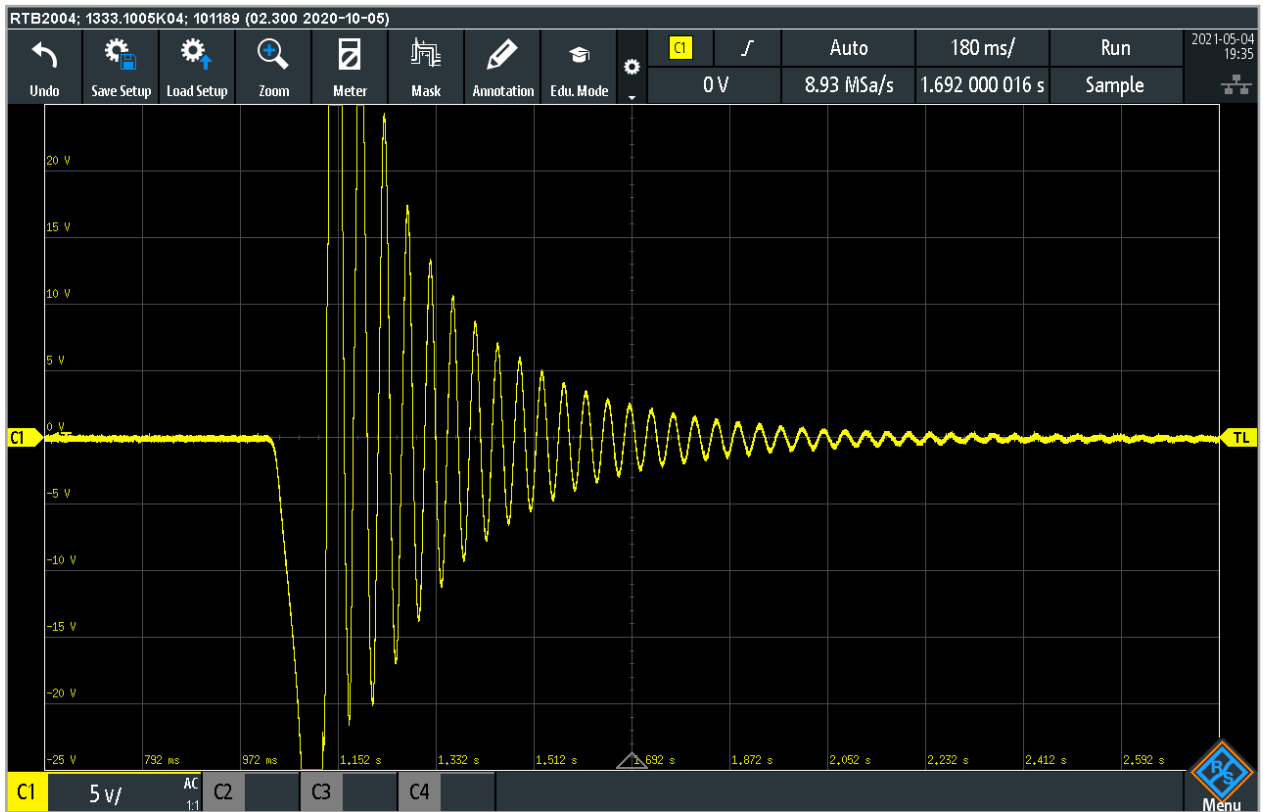 RTB2004; 1333.1005K04; 101189 (02.300 2020-10-05)
Undo Save Setup Load Setup Zoom Meter Mask Annotation Edu. Mode
C1 Auto 180 ms/ Run
0 V 8.93 MSa/s 1.692 000 016 s Sample
2021-05-04
19:35
20 V
15 V
10 V
5 V
0 V
C1
TL
-5 V
-10 V
-15 V
-20 V
-25 V 792 ms 972 ms 1.152 s 1.332 s 1.512 s 1.692 s 1.872 s 2.052 s 2.232 s 2.412 s 2.592 s
C1 5 V/ AC
1:1
C2 C3 C4
R&S
Menu